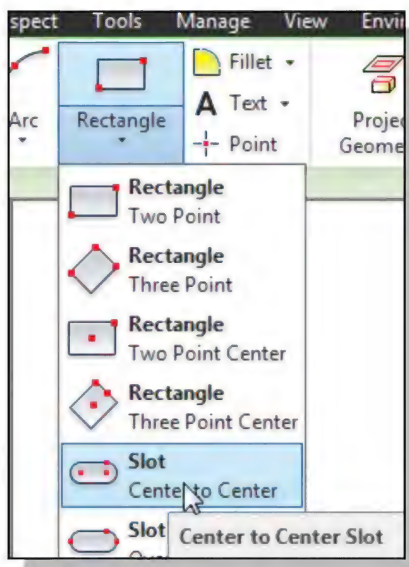 spect Tools Manage View Envir
Arc
Rectangle
Fillet
A Text
Point
Projec
Geome
Rectangle
Two Point
Rectangle
Three Point
Rectangle
Two Point Center
Rectangle
Three Point Center
Slot
Center to Center
Slot
Center to Center Slot